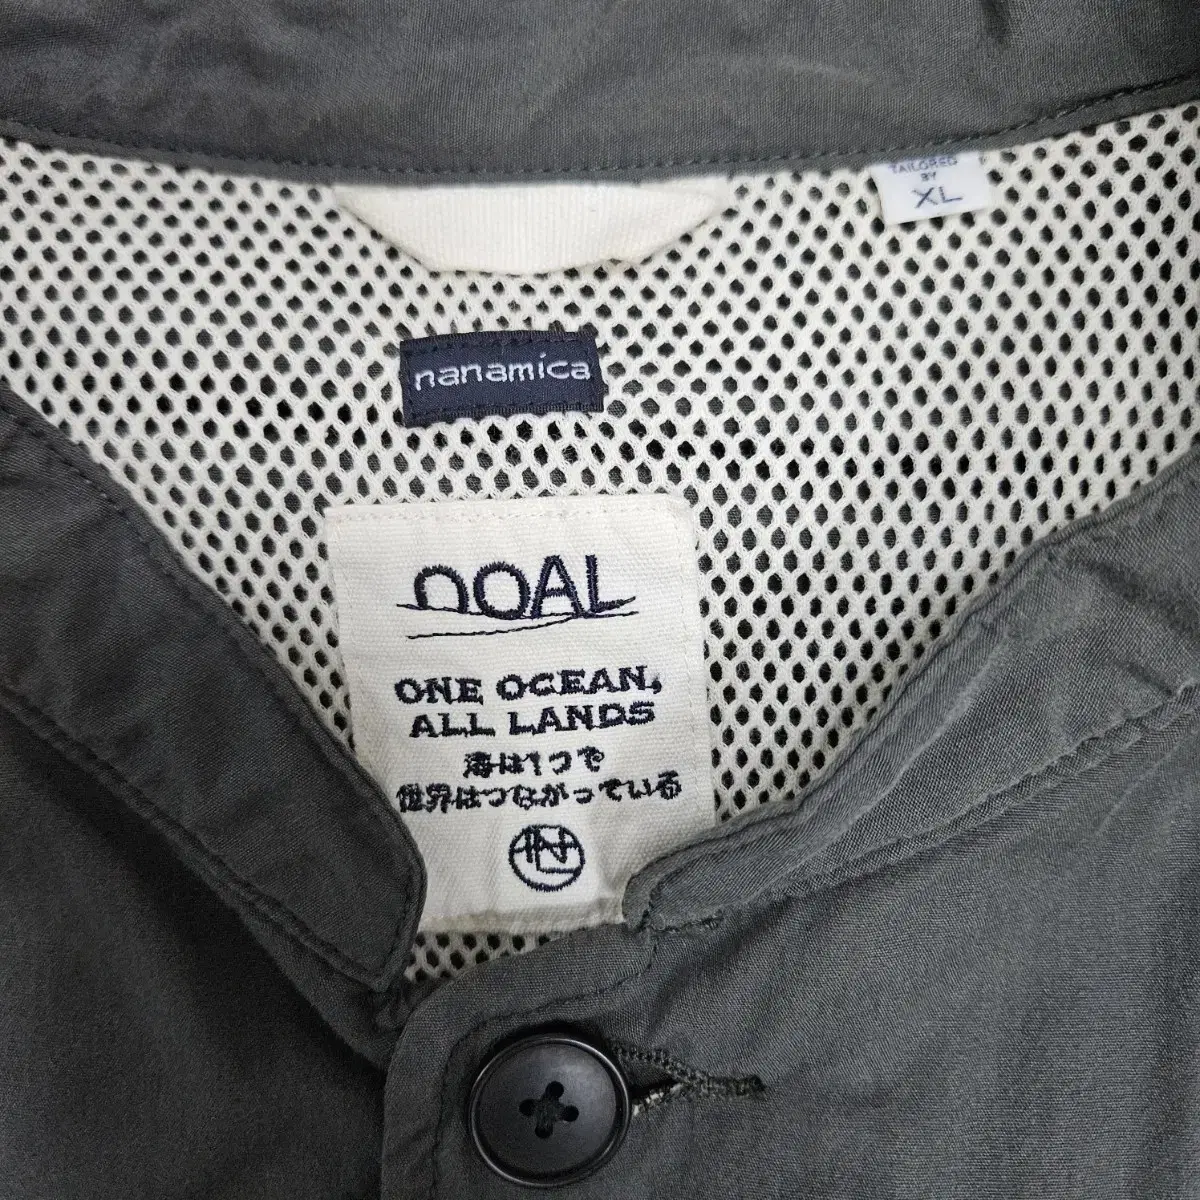 TAILORED
BY
XL
nanamica
OOAL
ONE OCEAN,
ALL LANDS
海は1つで
世界はつながっている